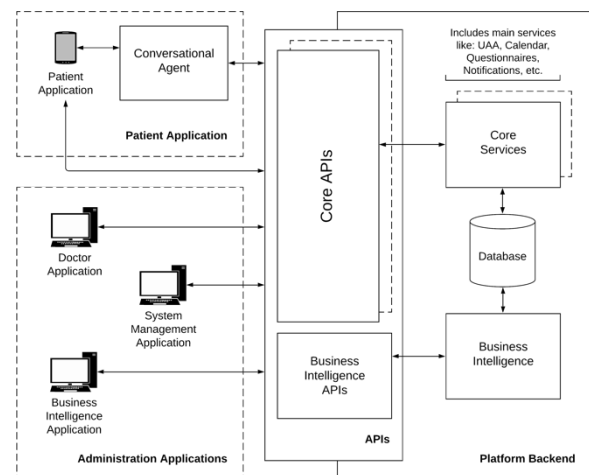 Patient
Application
Conversational
Agent
Patient Application
Doctor
Application
System
Management
Application
Business
Intelligence
Application
Administration Applications
Core APIs
Business
Intelligence
APIs
APIs
Includes main services
like: UAA, Calendar,
Questionnaires,
Notifications, etc.
Core
Services
Database
Business
Intelligence
Platform Backend